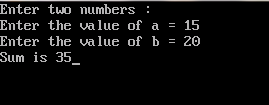 Enter two numbers :
Enter the value of a = 15
Enter the value of b = 20
Sum is 35_